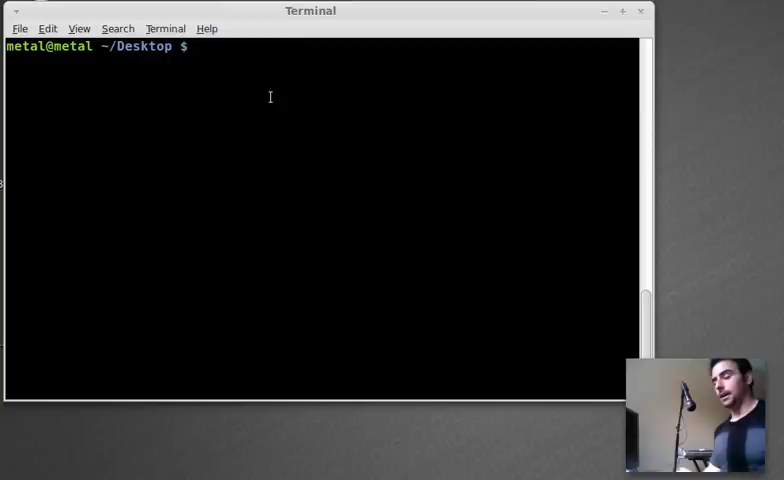 Terminal
File Edit View Search Terminal Help
metal@metal ~/Desktop $